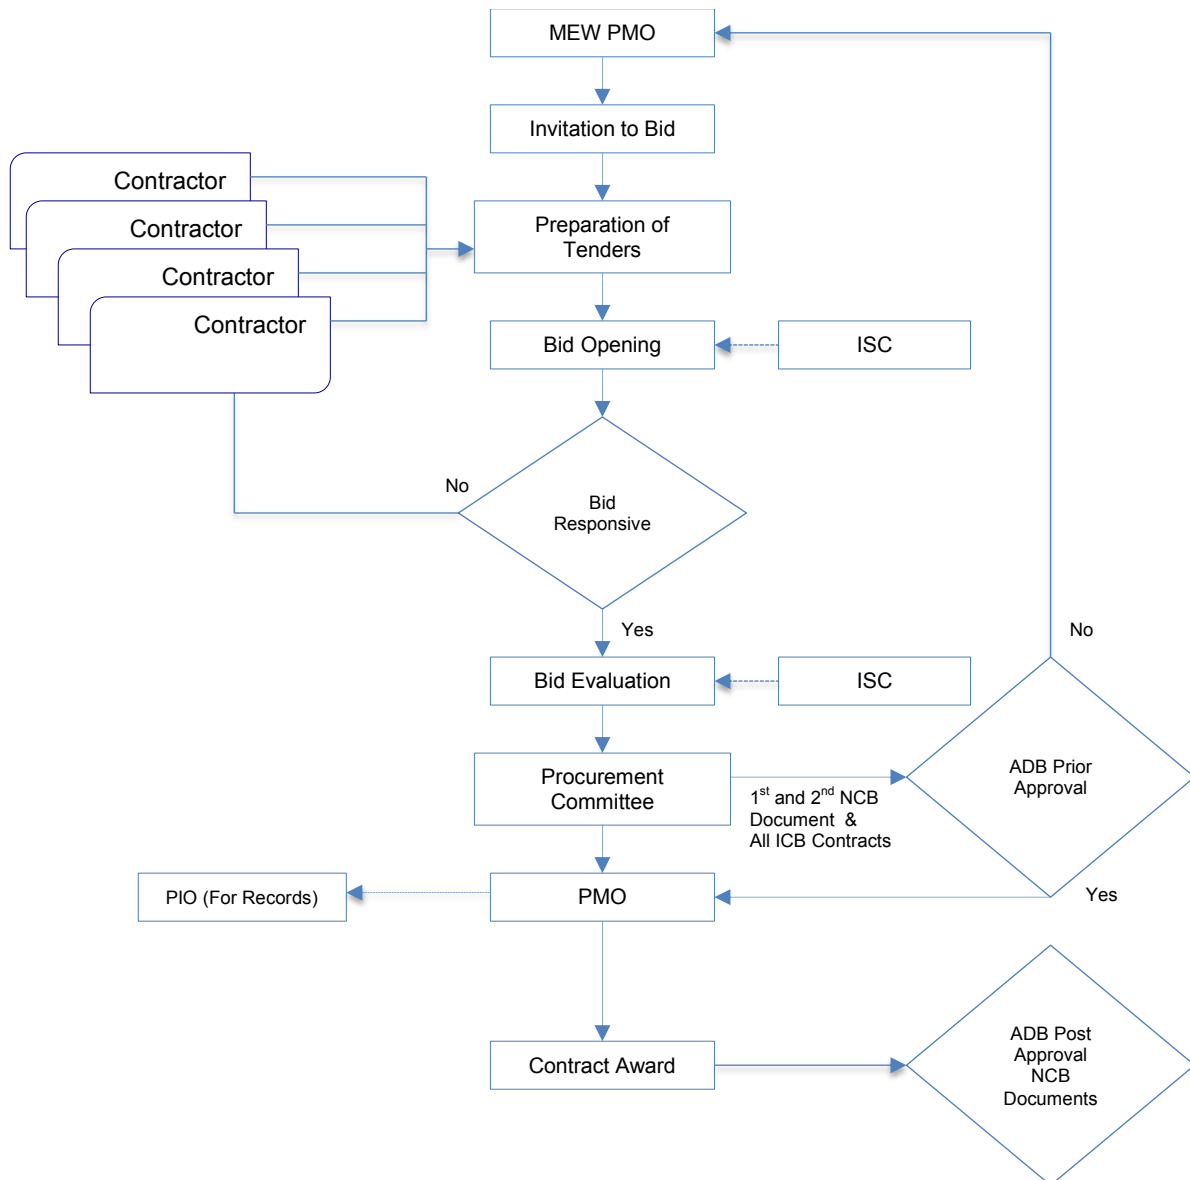 MEW PMO
Invitation to Bid
Contractor
Contractor
Contractor
Contractor
Preparation of
Tenders
Bid Opening
ISC
No
Bid
Responsive
Yes
No
Bid Evaluation
ISC
Procurement
Committee
1st and 2nd NCB
Document &
All ICB Contracts
ADB Prior
Approval
PIO (For Records)
PMO
Yes
Contract Award
ADB Post
Approval
NCB
Documents